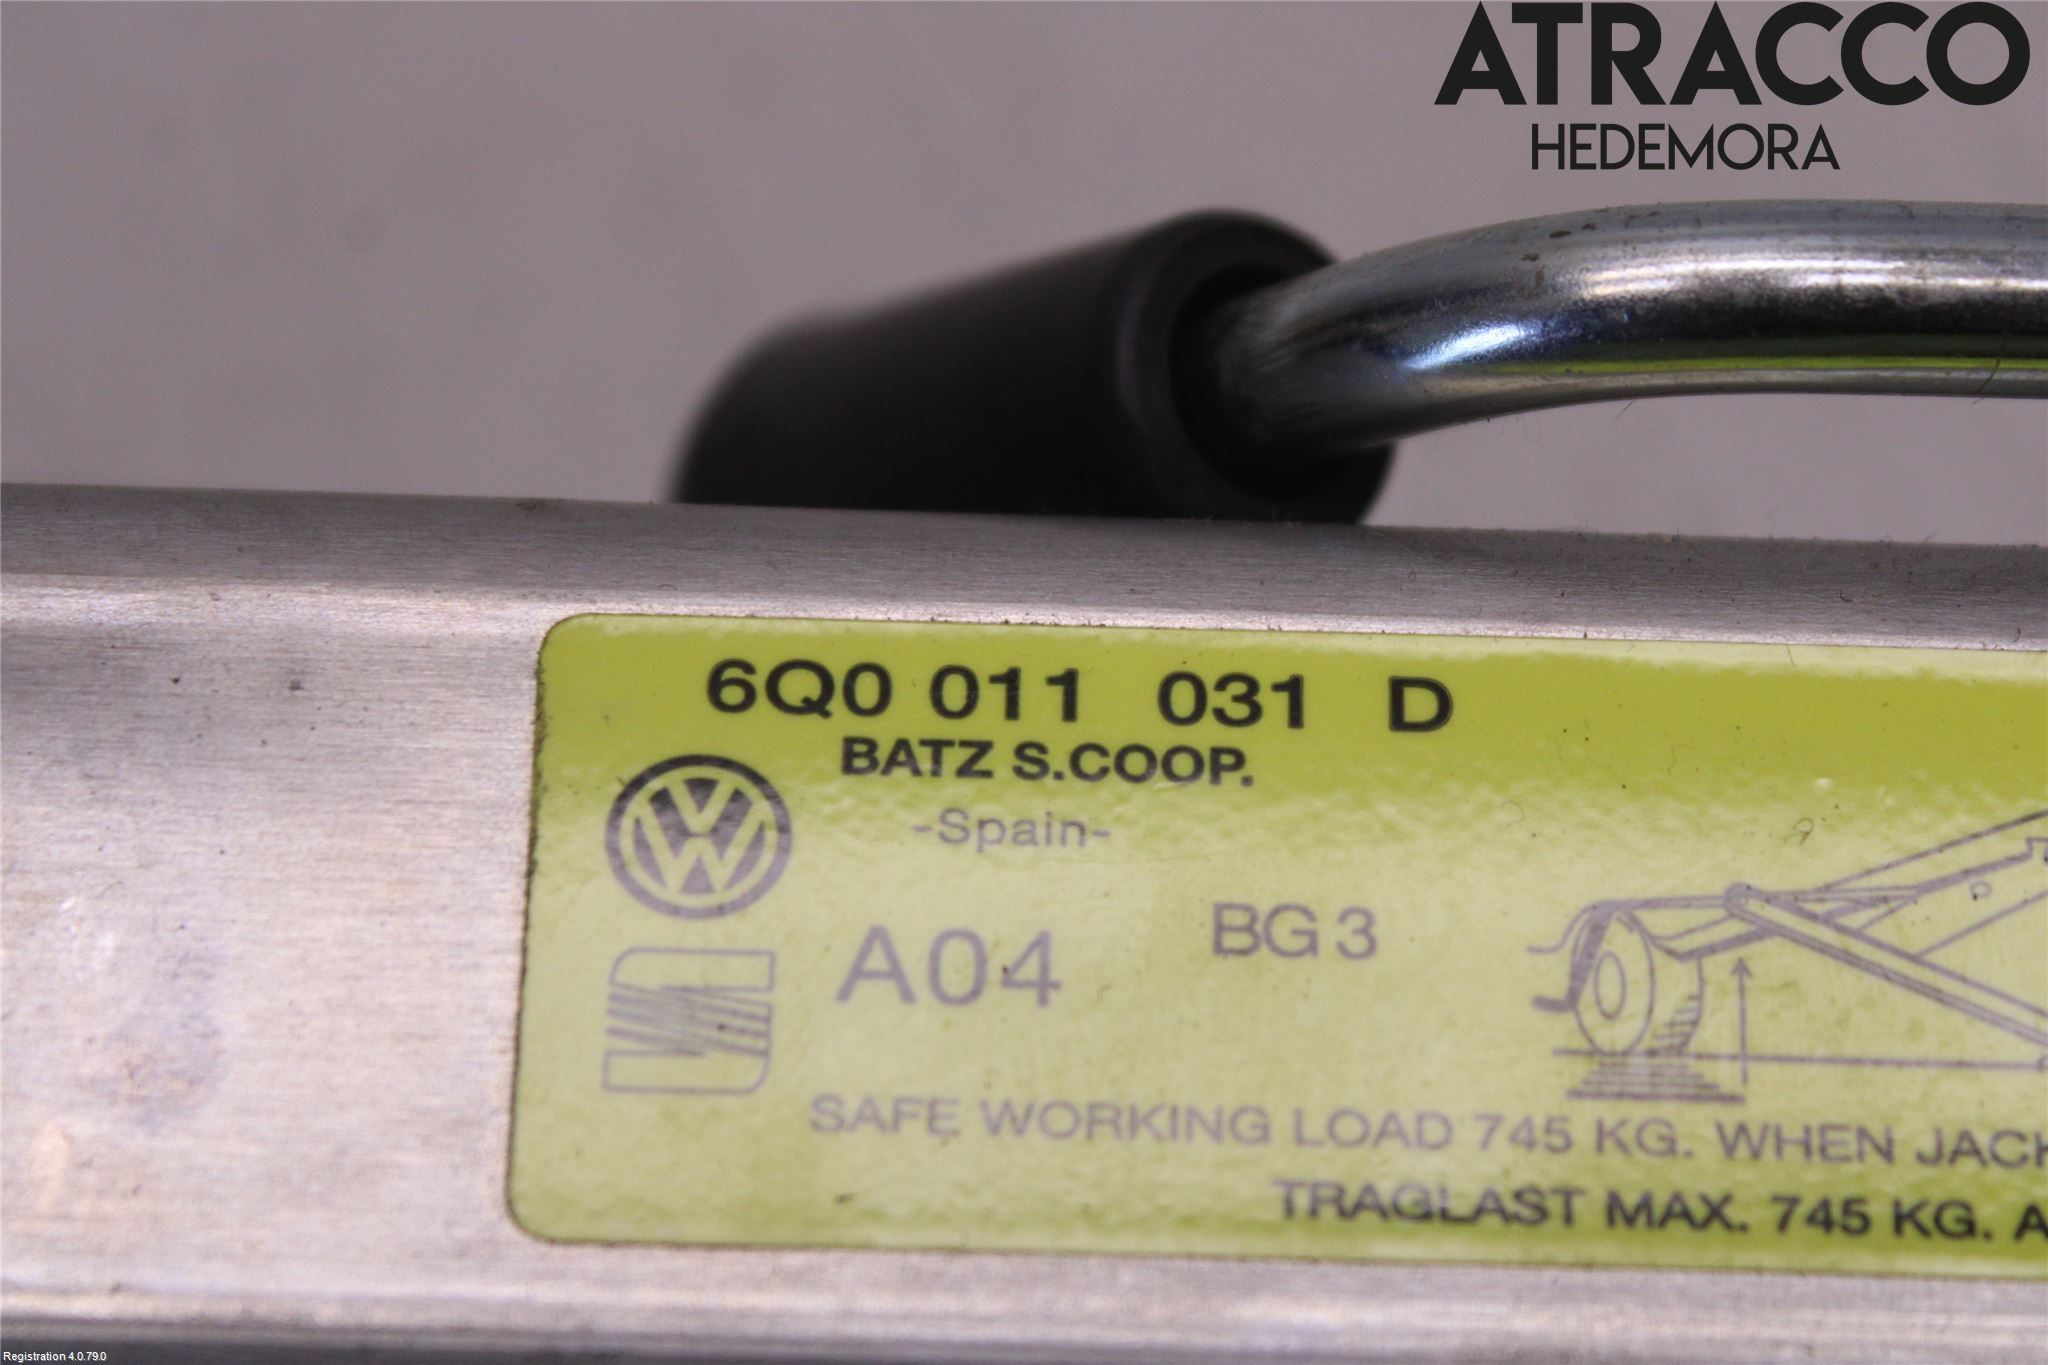 ATRACCO
HEDEMORA
6Q0 011 031 D
BATZ S.COOP.
-Spain-
A04 BG 3
SAFE WORKING LOAD 745 KG. WHEN JACK
TRAGLAST MAX. 745 KG. A
Registration 4.0.79.0